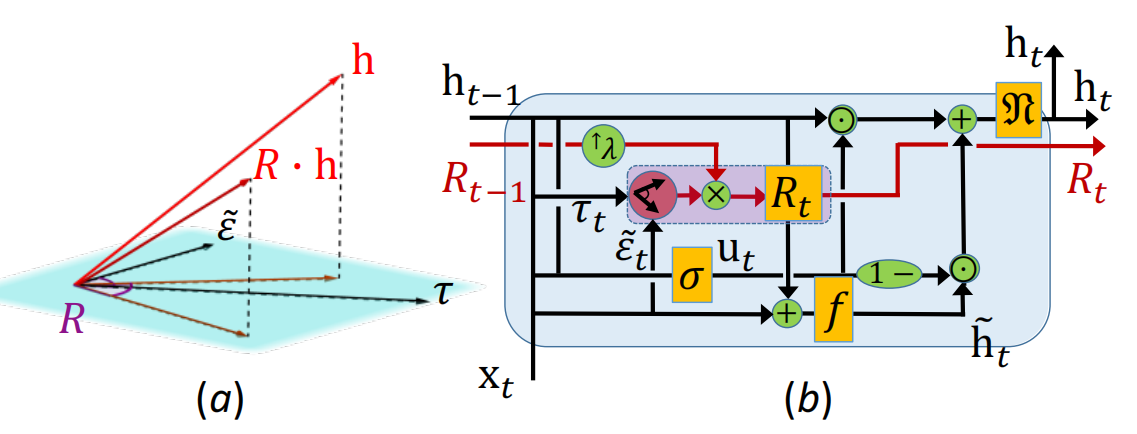 h
R · h
ε̃
τ
R
(a)
h_{t-1}
h_t
h_t
R_{t-1}
R_t
↑λ
×
R_t
τ_t
ε̃_t
σ
u_t
1 −
f
+
+
⊙
⊙
𝔑
h̃_t
x_t
(b)